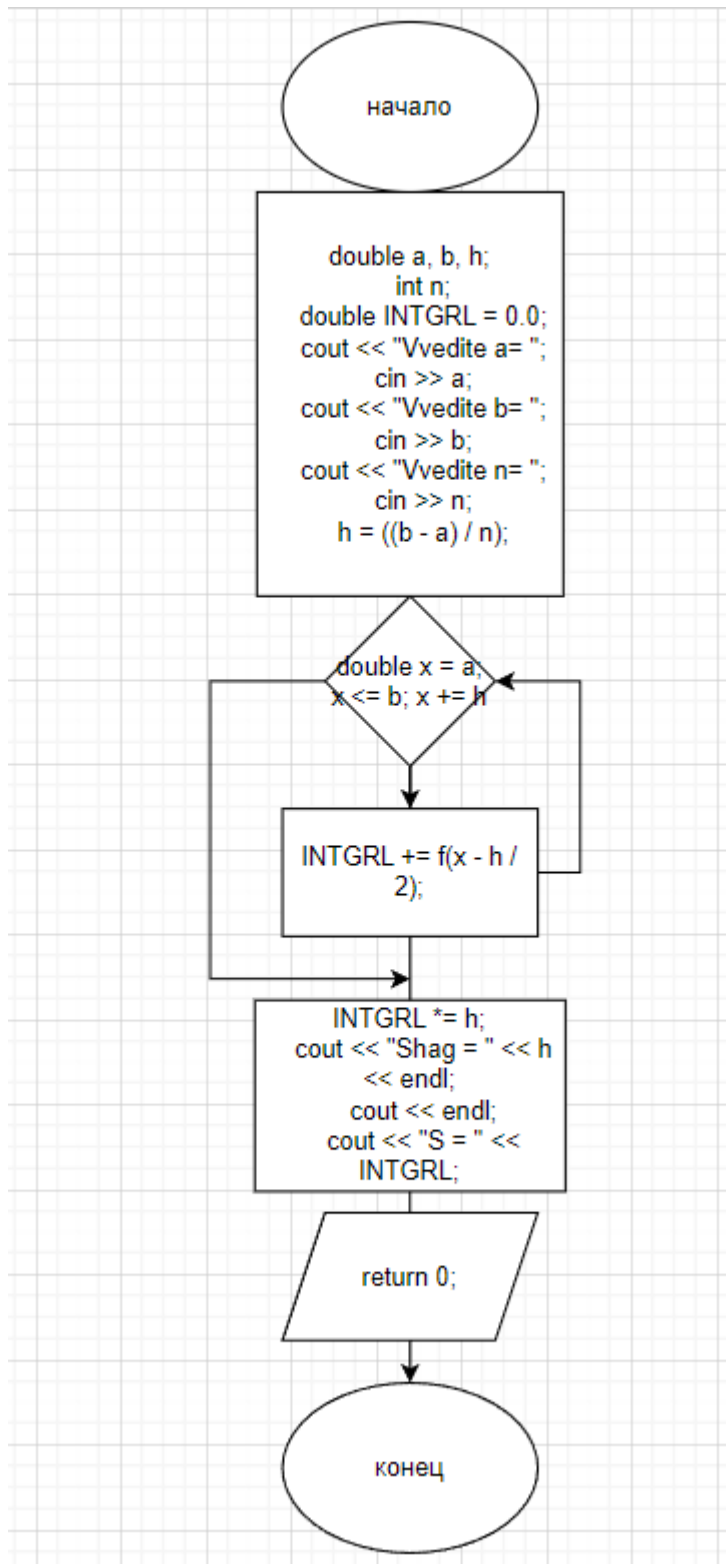 начало
double a, b, h;
int n;
double INTGRL = 0.0;
cout << "Vvedite a= ";
cin >> a;
cout << "Vvedite b= ";
cin >> b;
cout << "Vvedite n= ";
cin >> n;
h = ((b - a) / n);
double x = a;
x <= b; x += h
INTGRL += f(x - h /
2);
INTGRL *= h;
cout << "Shag = " << h
<< endl;
cout << endl;
cout << "S = " <<
INTGRL;
return 0;
конец